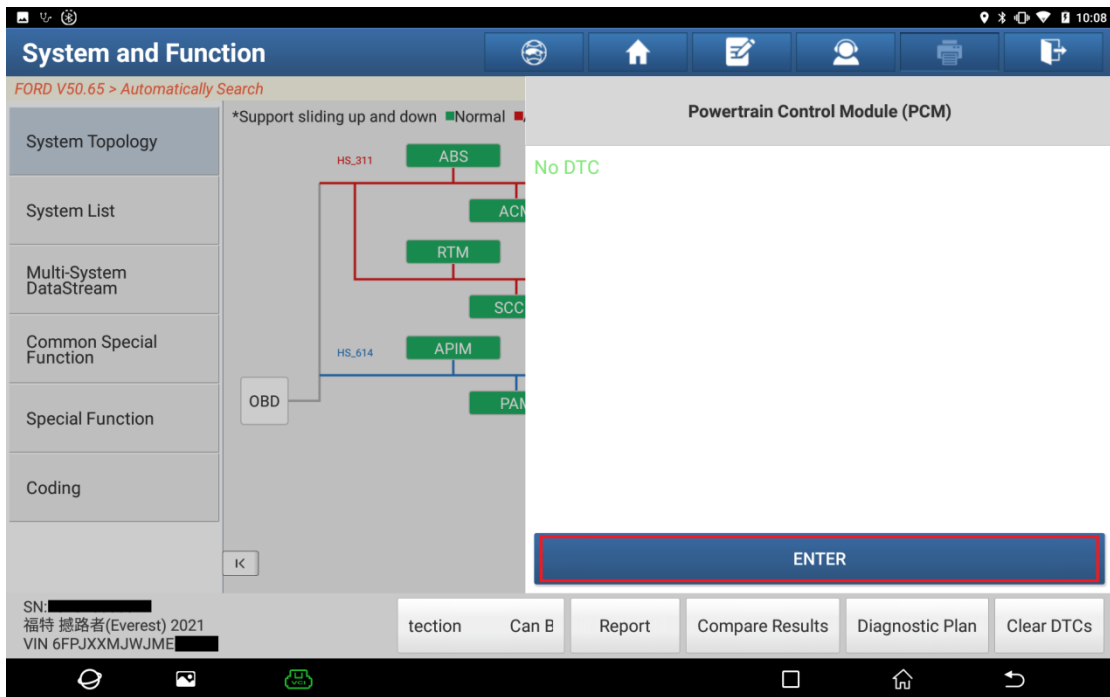 10:08
System and Function
FORD V50.65 > Automatically Search
System Topology
System List
Multi-System
DataStream
Common Special
Function
Special Function
Coding
*Support sliding up and down ■Normal ■
HS_311
ABS
RTM
HS_614
APIM
OBD
Powertrain Control Module (PCM)
No DTC
ENTER
SN:
福特 撼路者(Everest) 2021
VIN 6FPJXXMJWJME
tection
Can B
Report
Compare Results
Diagnostic Plan
Clear DTCs
VCI